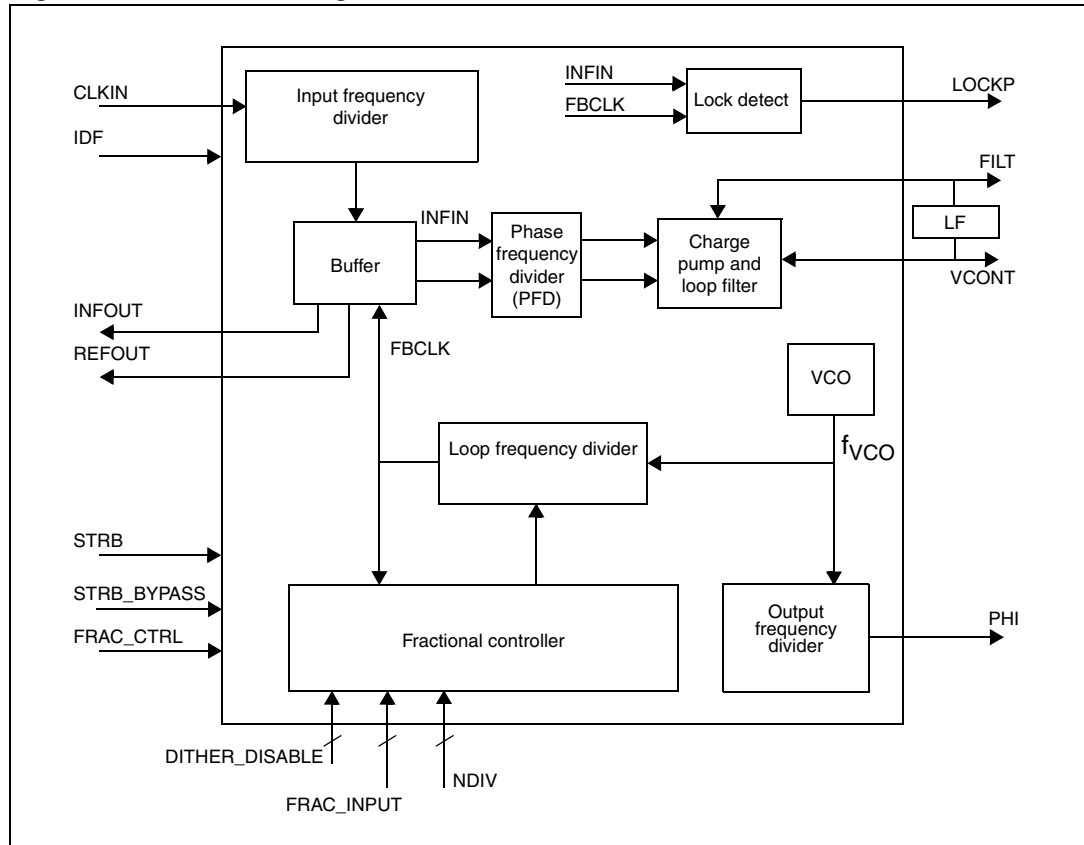 CLKIN
IDF
Input frequency
divider
INFIN
FBCLK
Lock detect
LOCKP
FILT
LF
VCONT
Buffer
INFIN
Phase
frequency
divider
(PFD)
Charge
pump and
loop filter
INFOUT
REFOUT
FBCLK
VCO
fVCO
Loop frequency divider
STRB
STRB_BYPASS
FRAC_CTRL
Fractional controller
Output
frequency
divider
PHI
DITHER_DISABLE
FRAC_INPUT
NDIV